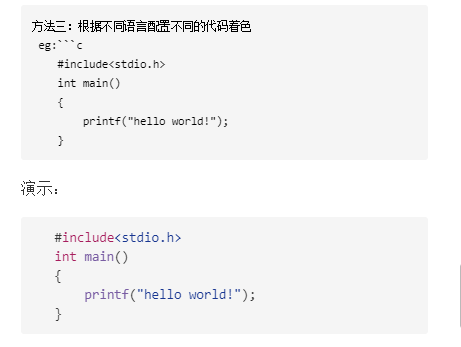 方法三：根据不同语言配置不同的代码着色
eg:```c
#include<stdio.h>
int main()
{
printf("hello world!");
}
演示：
#include<stdio.h>
int main()
{
printf("hello world!");
}